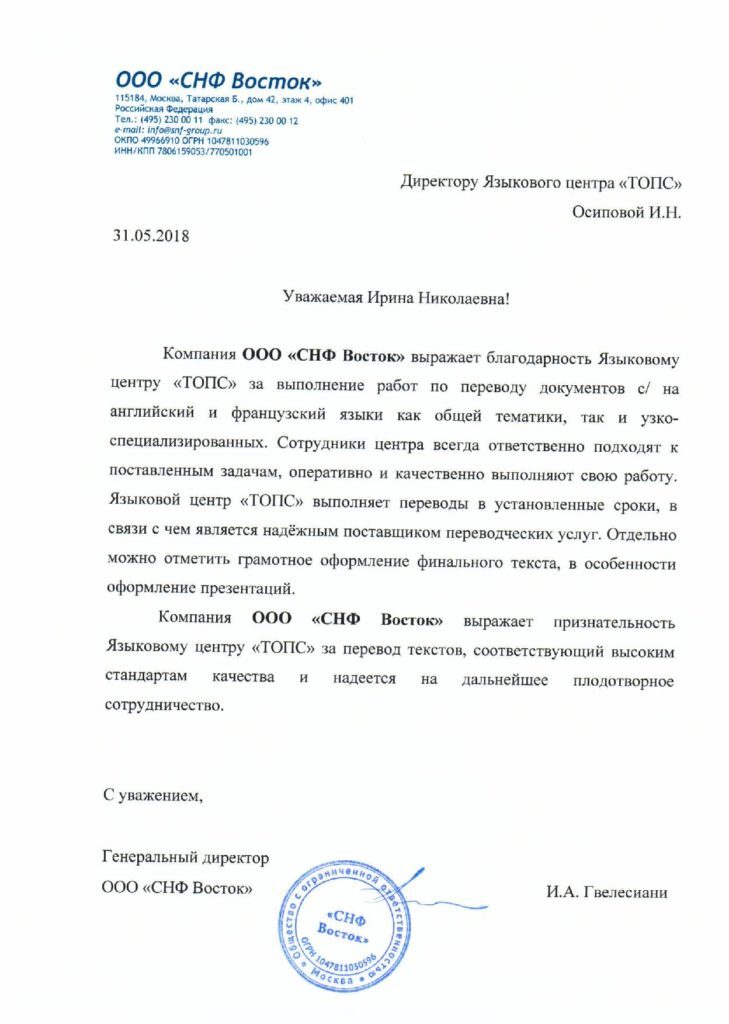 ООО «СНФ Восток»
115184, Москва, Татарская Б., дом 42, этаж 4, офис 401
Российская Федерация
Тел.: (495) 230 00 11 факс: (495) 230 00 12
e-mail: info@snf-group.ru
ОКПО 49966910 ОГРН 1047811030596
ИНН/КПП 7806159053/770501001
Директору Языкового центра «ТОПС»
Осиповой И.Н.
31.05.2018
Уважаемая Ирина Николаевна!
Компания ООО «СНФ Восток» выражает благодарность Языковому
центру «ТОПС» за выполнение работ по переводу документов с/ на
английский и французский языки как общей тематики, так и узко-
специализированных. Сотрудники центра всегда ответственно подходят к
поставленным задачам, оперативно и качественно выполняют свою работу.
Языковой центр «ТОПС» выполняет переводы в установленные сроки, в
связи с чем является надёжным поставщиком переводческих услуг. Отдельно
можно отметить грамотное оформление финального текста, в особенности
оформление презентаций.
Компания ООО «СНФ Восток» выражает признательность
Языковому центру «ТОПС» за перевод текстов, соответствующий высоким
стандартам качества и надеется на дальнейшее плодотворное
сотрудничество.
С уважением,
Генеральный директор
ООО «СНФ Восток»
И.А. Гвелесиани
Общество с ограниченной ответственностью
«СНФ
Восток»
ОГРН 1047811030596
Москва